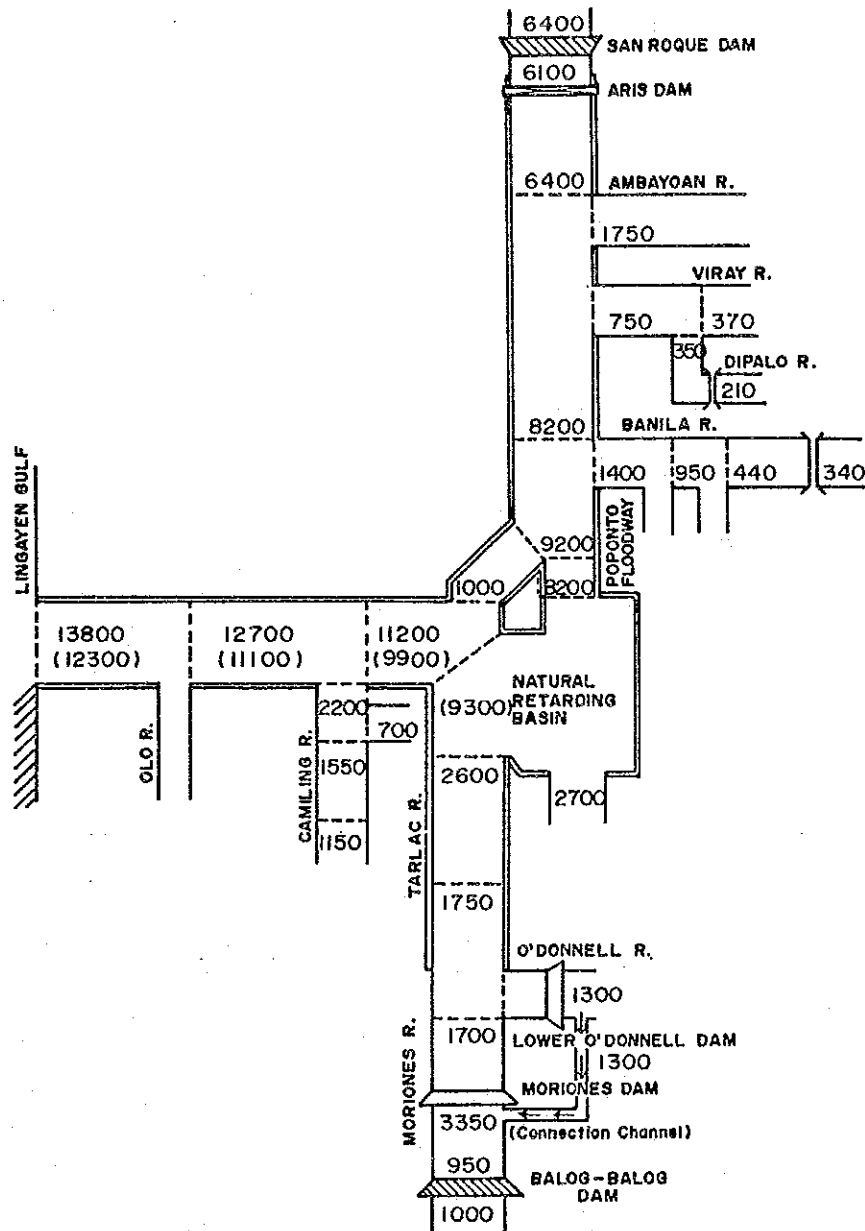 6400
SAN ROQUE DAM
6100
ARIS DAM
6400
AMBAYOAN R.
1750
VIRAY R.
750
370
350
DIPALO R.
210
8200
BANILA R.
1400
950
440
340
LINGAYEN GULF
9200
POPONTO
FLOODWAY
1000
8200
13800
(12300)
12700
(11100)
11200
(9900)
NATURAL
RETARDING
BASIN
(9300)
2200
700
OLO R.
CAMILING R.
1550
2600
2700
1150
TARLAC R.
1750
O'DONNELL R.
1300
1700
LOWER O'DONNELL DAM
1300
MORIONES R.
MORIONES DAM
3350
(Connection Channel)
950
BALOG-BALOG
DAM
1000